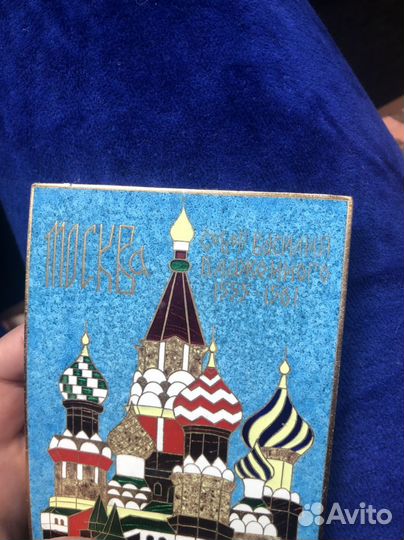 МОСКВА
СОБОР ВАСИЛИЯ
БЛАЖЕННОГО
1555-1561
Avito